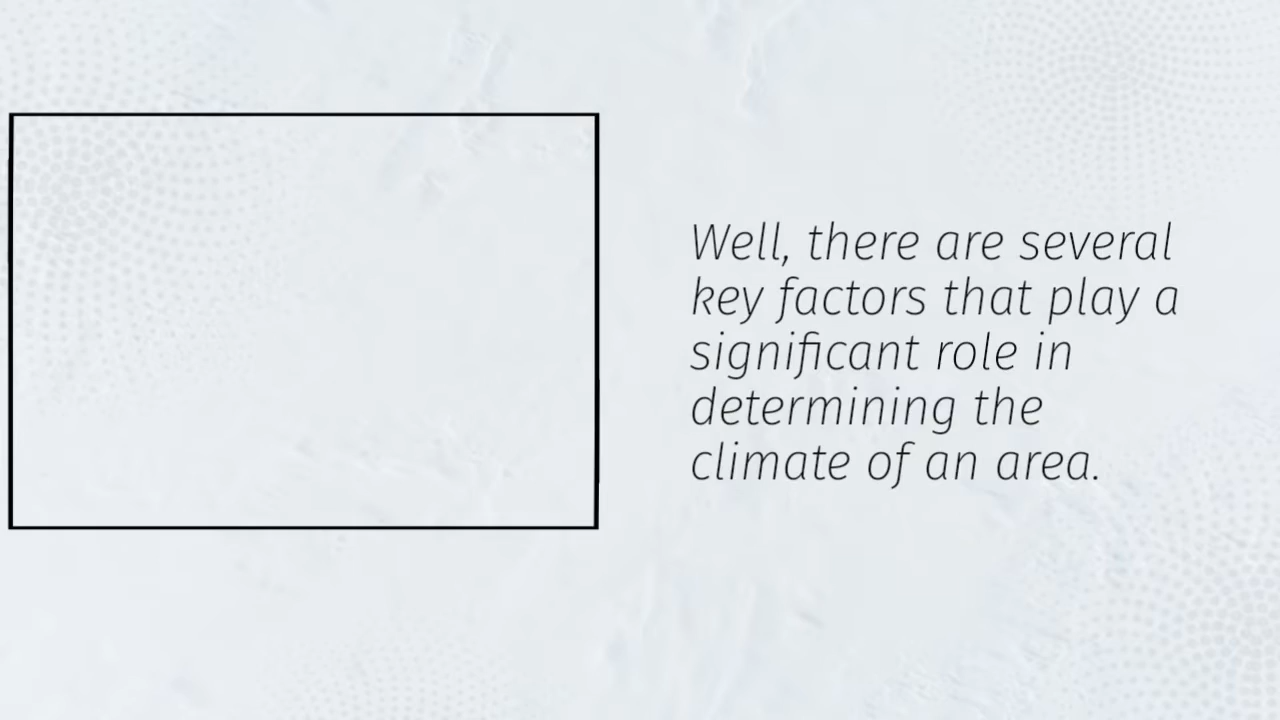 Well, there are several
key factors that play a
significant role in
determining the
climate of an area.